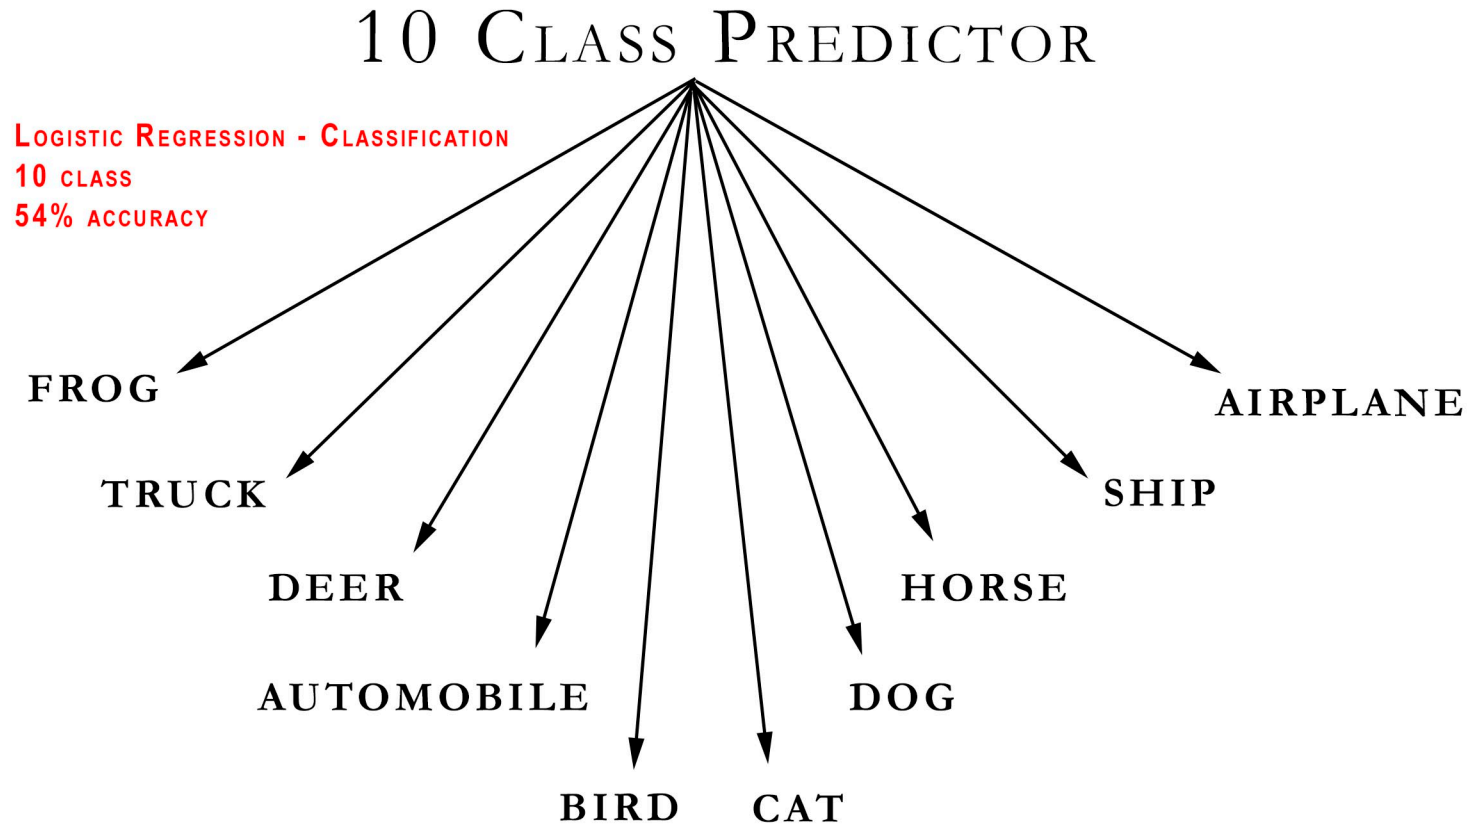 10 Class Predictor
Logistic Regression - Classification
10 class
54% accuracy
FROG
AIRPLANE
TRUCK
SHIP
DEER
HORSE
AUTOMOBILE
DOG
BIRD
CAT